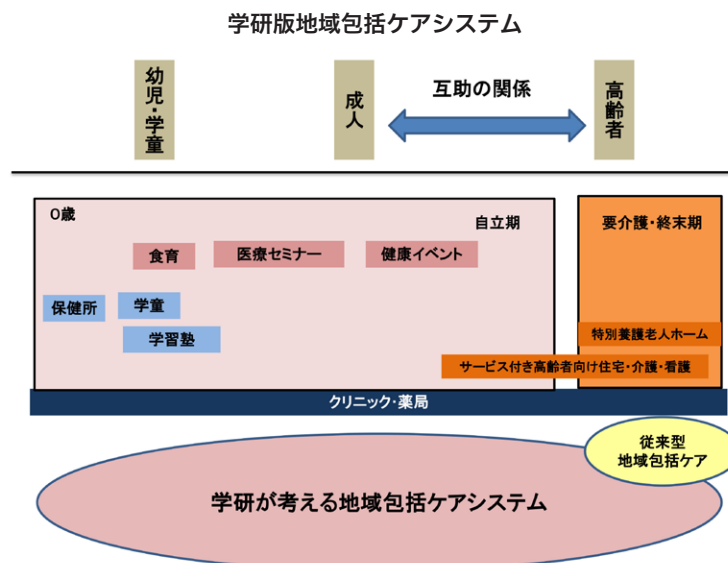 学研版地域包括ケアシステム
幼児・学童
成人
互助の関係
高齢者
0歳
自立期
要介護・終末期
食育
医療セミナー
健康イベント
保健所
学童
学習塾
特別養護老人ホーム
サービス付き高齢者向け住宅・介護・看護
クリニック・薬局
従来型
地域包括ケア
学研が考える地域包括ケアシステム